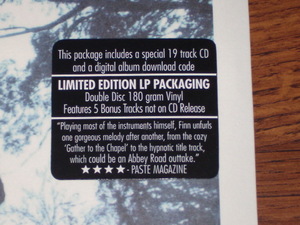 This package includes a special 19 track CD
and a digital album download code
LIMITED EDITION LP PACKAGING
Double Disc 180 gram Vinyl
Features 5 Bonus Tracks not on CD Release
"Playing most of the instruments himself, Finn unfurls
one gorgeous melody after another, from the cozy
'Gather to the Chapel' to the hypnotic title track,
which could be an Abbey Road outtake."
★★★★ - PASTE MAGAZINE